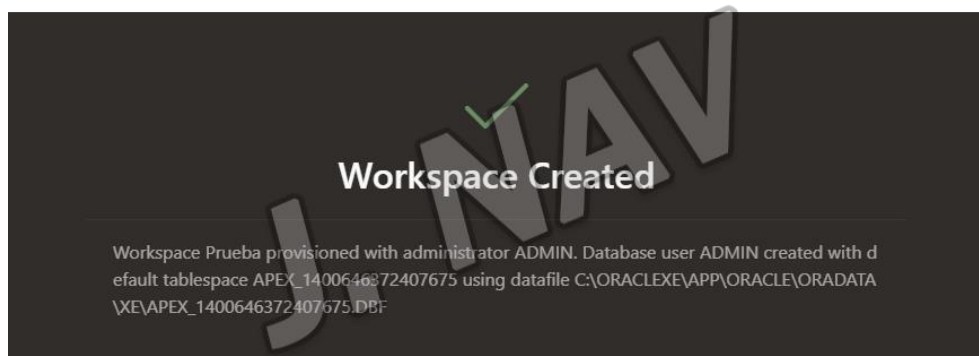 Workspace Created
Workspace Prueba provisioned with administrator ADMIN. Database user ADMIN created with d
efault tablespace APEX_1400646372407675 using datafile C:\ORACLEXE\APP\ORACLE\ORADATA
\XE\APEX_1400646372407675.DBF
J. NAV